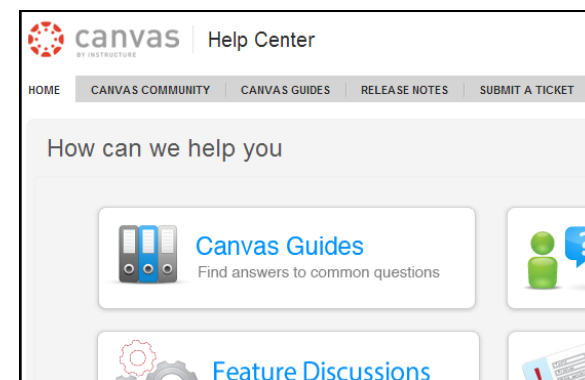 canvas Help Center
BY INSTRUCTURE
HOME CANVAS COMMUNITY CANVAS GUIDES RELEASE NOTES SUBMIT A TICKET
How can we help you
Canvas Guides
Find answers to common questions
?
Feature Discussions
!